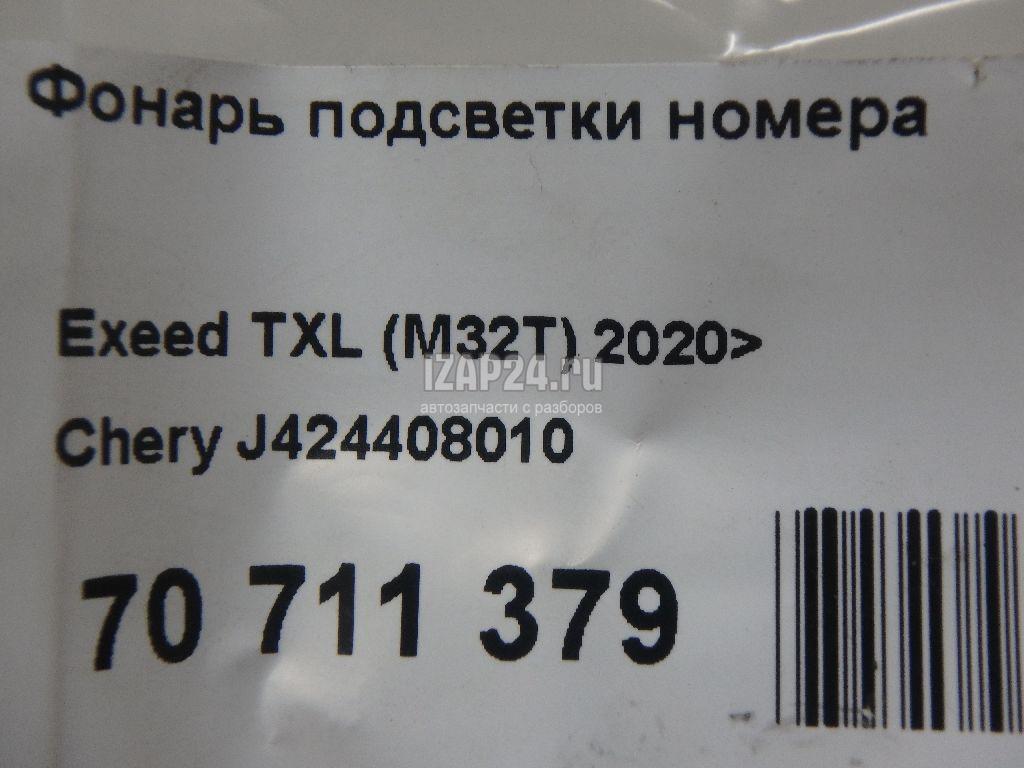 Фонарь подсветки номера
Exeed TXL (M32T) 2020>
IZAP24.ru
автозапчасти с разборов
Chery J424408010
70 711 379